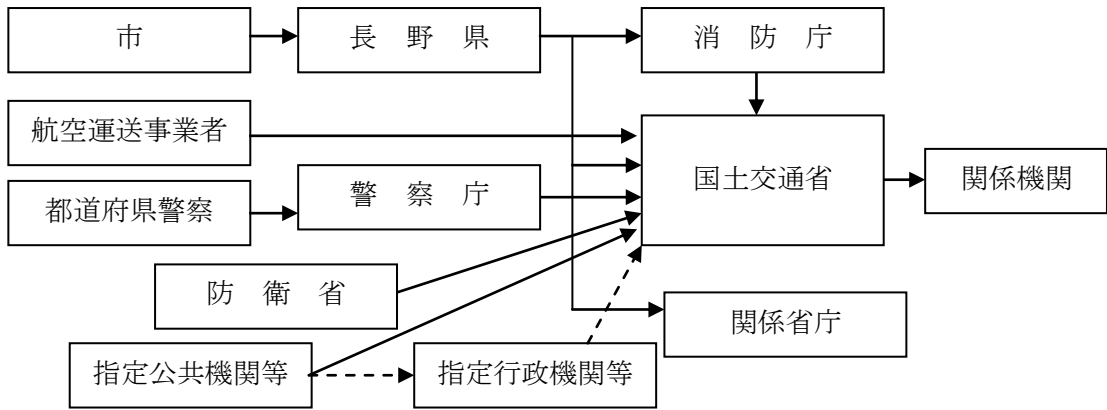 市
長　野　県
消　防　庁
航空運送事業者
国土交通省
関係機関
都道府県警察
警　察　庁
防　衛　省
関係省庁
指定公共機関等
指定行政機関等